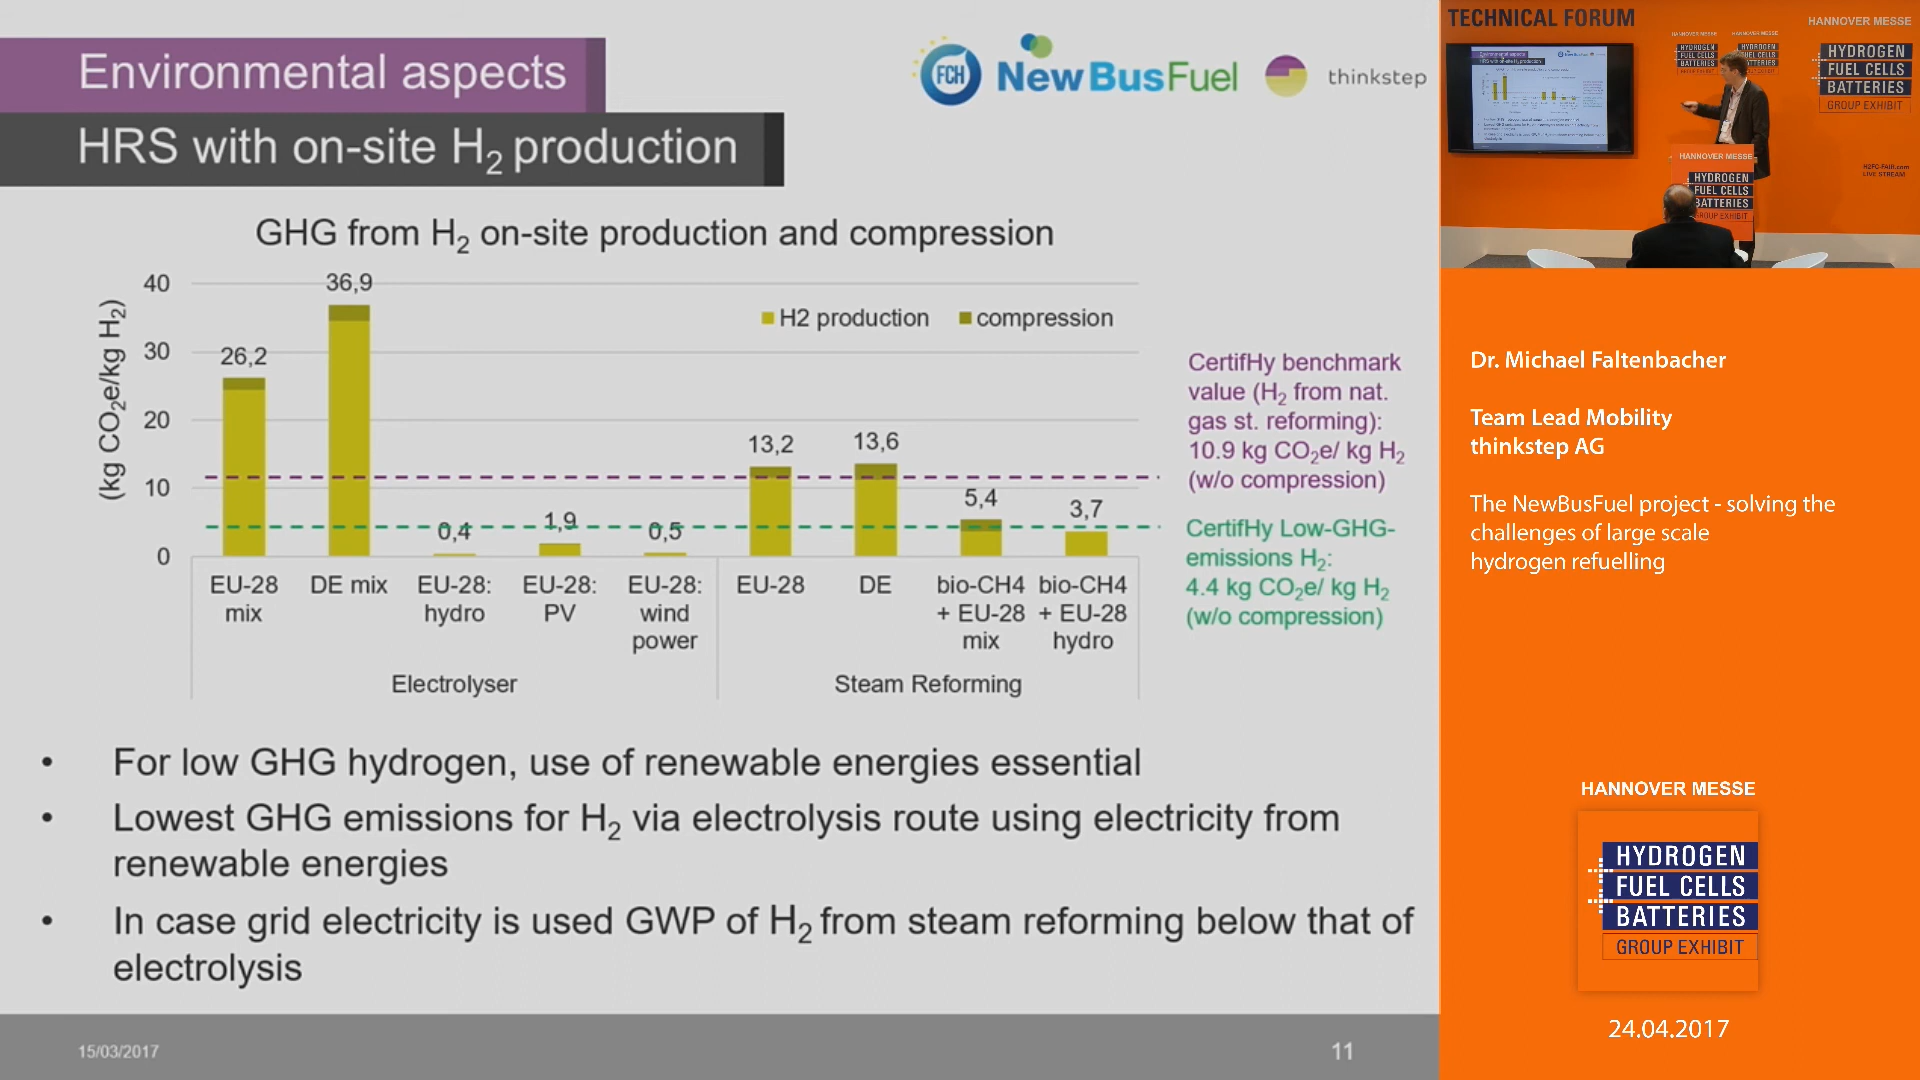 Environmental aspects
HRS with on-site H2 production
FCH
NewBusFuel
thinkstep
GHG from H2 on-site production and compression
(kg CO2e/kg H2)
40
30
20
10
0
36,9
26,2
0,4
1,9
0,5
13,2
13,6
5,4
3,7
H2 production
compression
EU-28
mix
DE mix
EU-28:
hydro
EU-28:
PV
EU-28:
wind
power
EU-28
DE
bio-CH4
+ EU-28
mix
bio-CH4
+ EU-28
hydro
Electrolyser
Steam Reforming
CertifHy benchmark
value (H2 from nat.
gas st. reforming):
10.9 kg CO2e/ kg H2
(w/o compression)
CertifHy Low-GHG-
emissions H2:
4.4 kg CO2e/ kg H2
(w/o compression)
• For low GHG hydrogen, use of renewable energies essential
• Lowest GHG emissions for H2 via electrolysis route using electricity from
renewable energies
• In case grid electricity is used GWP of H2 from steam reforming below that of
electrolysis
15/03/2017
11
TECHNICAL FORUM
HANNOVER MESSE
HYDROGEN
FUEL CELLS
BATTERIES
GROUP EXHIBIT
HANNOVER MESSE
HYDROGEN
FUEL CELLS
BATTERIES
GROUP EXHIBIT
H2FC-FAIR.com
LIVE STREAM
Dr. Michael Faltenbacher
Team Lead Mobility
thinkstep AG
The NewBusFuel project - solving the
challenges of large scale
hydrogen refuelling
HANNOVER MESSE
HYDROGEN
FUEL CELLS
BATTERIES
GROUP EXHIBIT
24.04.2017